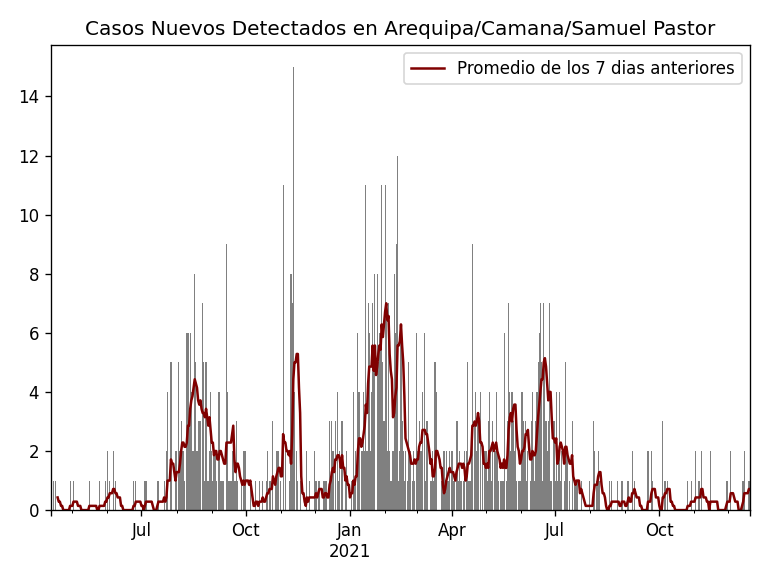 Casos Nuevos Detectados en Arequipa/Camana/Samuel Pastor
Promedio de los 7 dias anteriores
14
12
10
8
6
4
2
0
Jul
Oct
Jan
2021
Apr
Jul
Oct